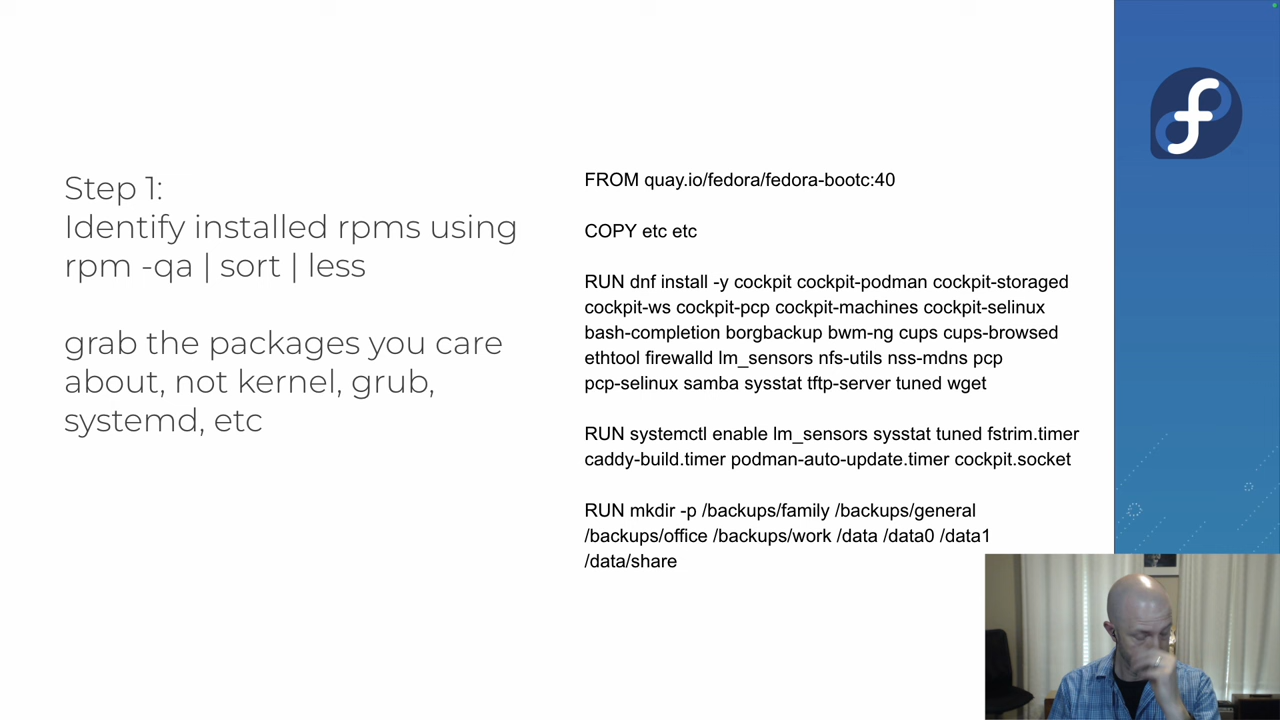 Step 1:
Identify installed rpms using
rpm -qa | sort | less
grab the packages you care
about, not kernel, grub,
systemd, etc
FROM quay.io/fedora/fedora-bootc:40
COPY etc etc
RUN dnf install -y cockpit cockpit-podman cockpit-storaged
cockpit-ws cockpit-pcp cockpit-machines cockpit-selinux
bash-completion borgbackup bwm-ng cups cups-browsed
ethtool firewalld lm_sensors nfs-utils nss-mdns pcp
pcp-selinux samba sysstat tftp-server tuned wget
RUN systemctl enable lm_sensors sysstat tuned fstrim.timer
caddy-build.timer podman-auto-update.timer cockpit.socket
RUN mkdir -p /backups/family /backups/general
/backups/office /backups/work /data /data0 /data1
/data/share